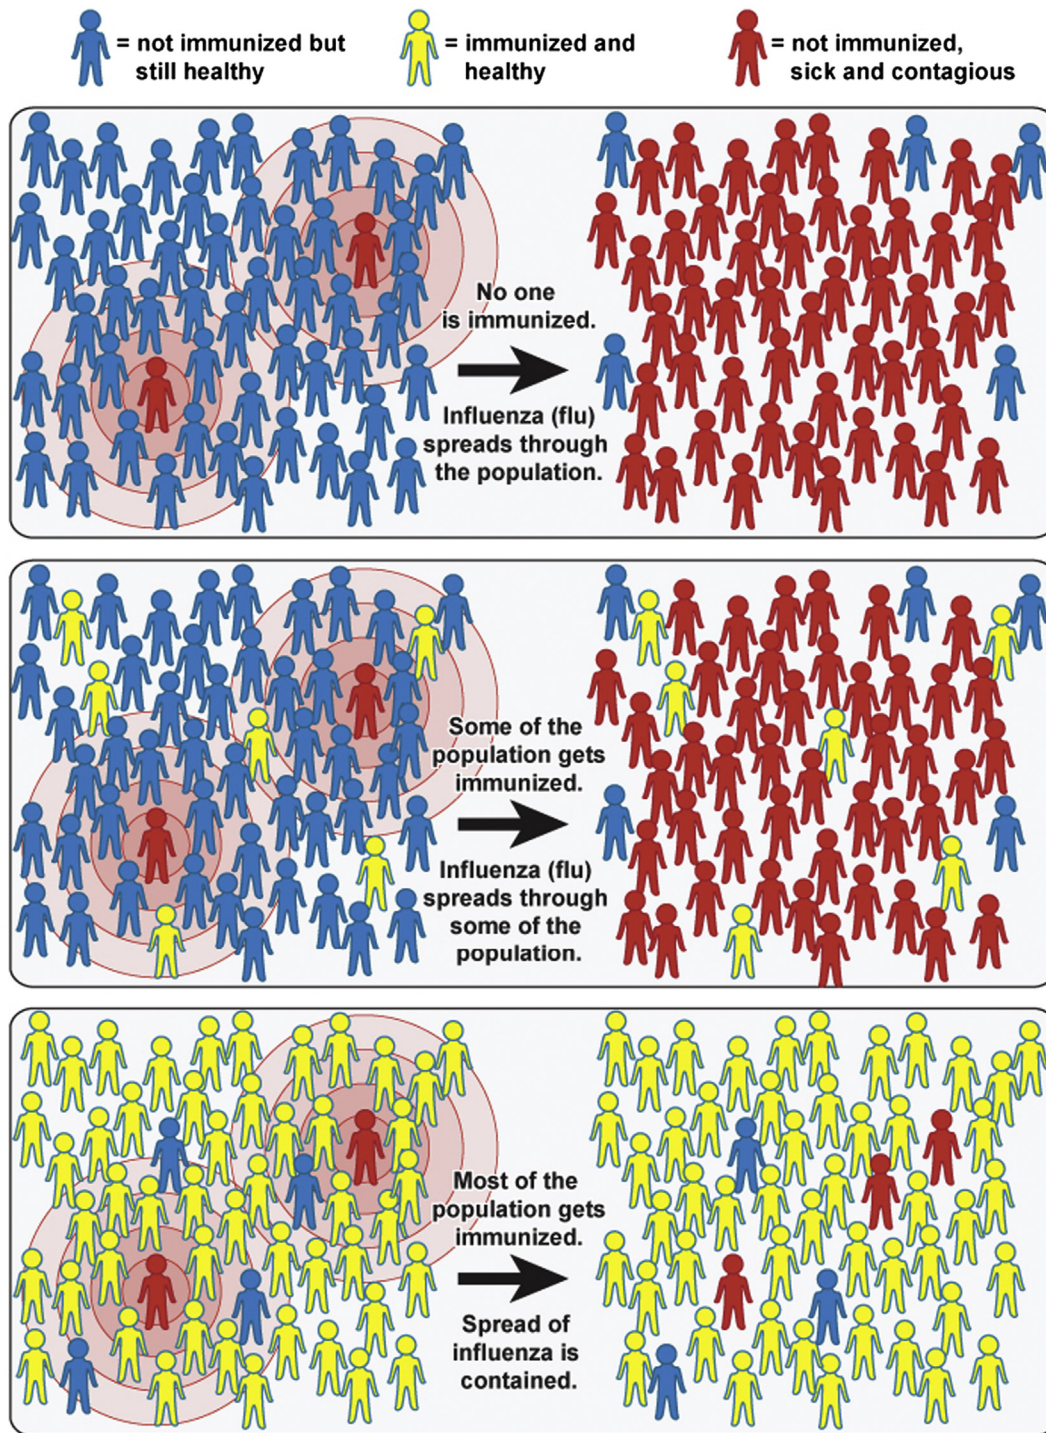 = not immunized but
still healthy
= immunized and
healthy
= not immunized,
sick and contagious
No one
is immunized.
Influenza (flu)
spreads through
the population.
Some of the
population gets
immunized.
Influenza (flu)
spreads through
some of the
population.
Most of the
population gets
immunized.
Spread of
influenza is
contained.